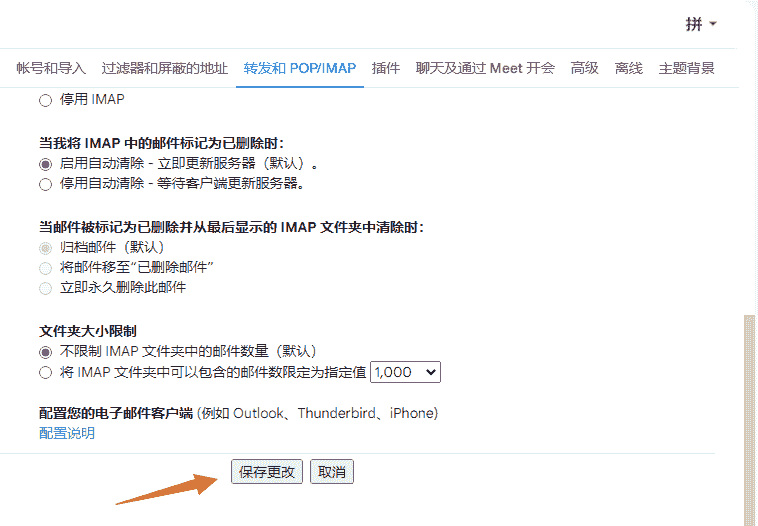 拼
帐号和导入 过滤器和屏蔽的地址 转发和 POP/IMAP 插件 聊天及通过 Meet 开会 高级 离线 主题背景
停用 IMAP
当我将 IMAP 中的邮件标记为已删除时：
启用自动清除 - 立即更新服务器（默认）。
停用自动清除 - 等待客户端更新服务器。
当邮件被标记为已删除并从最后显示的 IMAP 文件夹中清除时：
归档邮件（默认）
将邮件移至“已删除邮件”
立即永久删除此邮件
文件夹大小限制
不限制 IMAP 文件夹中的邮件数量（默认）
将 IMAP 文件夹中可以包含的邮件数限定为指定值 1,000
配置您的电子邮件客户端 (例如 Outlook、Thunderbird、iPhone)
配置说明
保存更改 取消